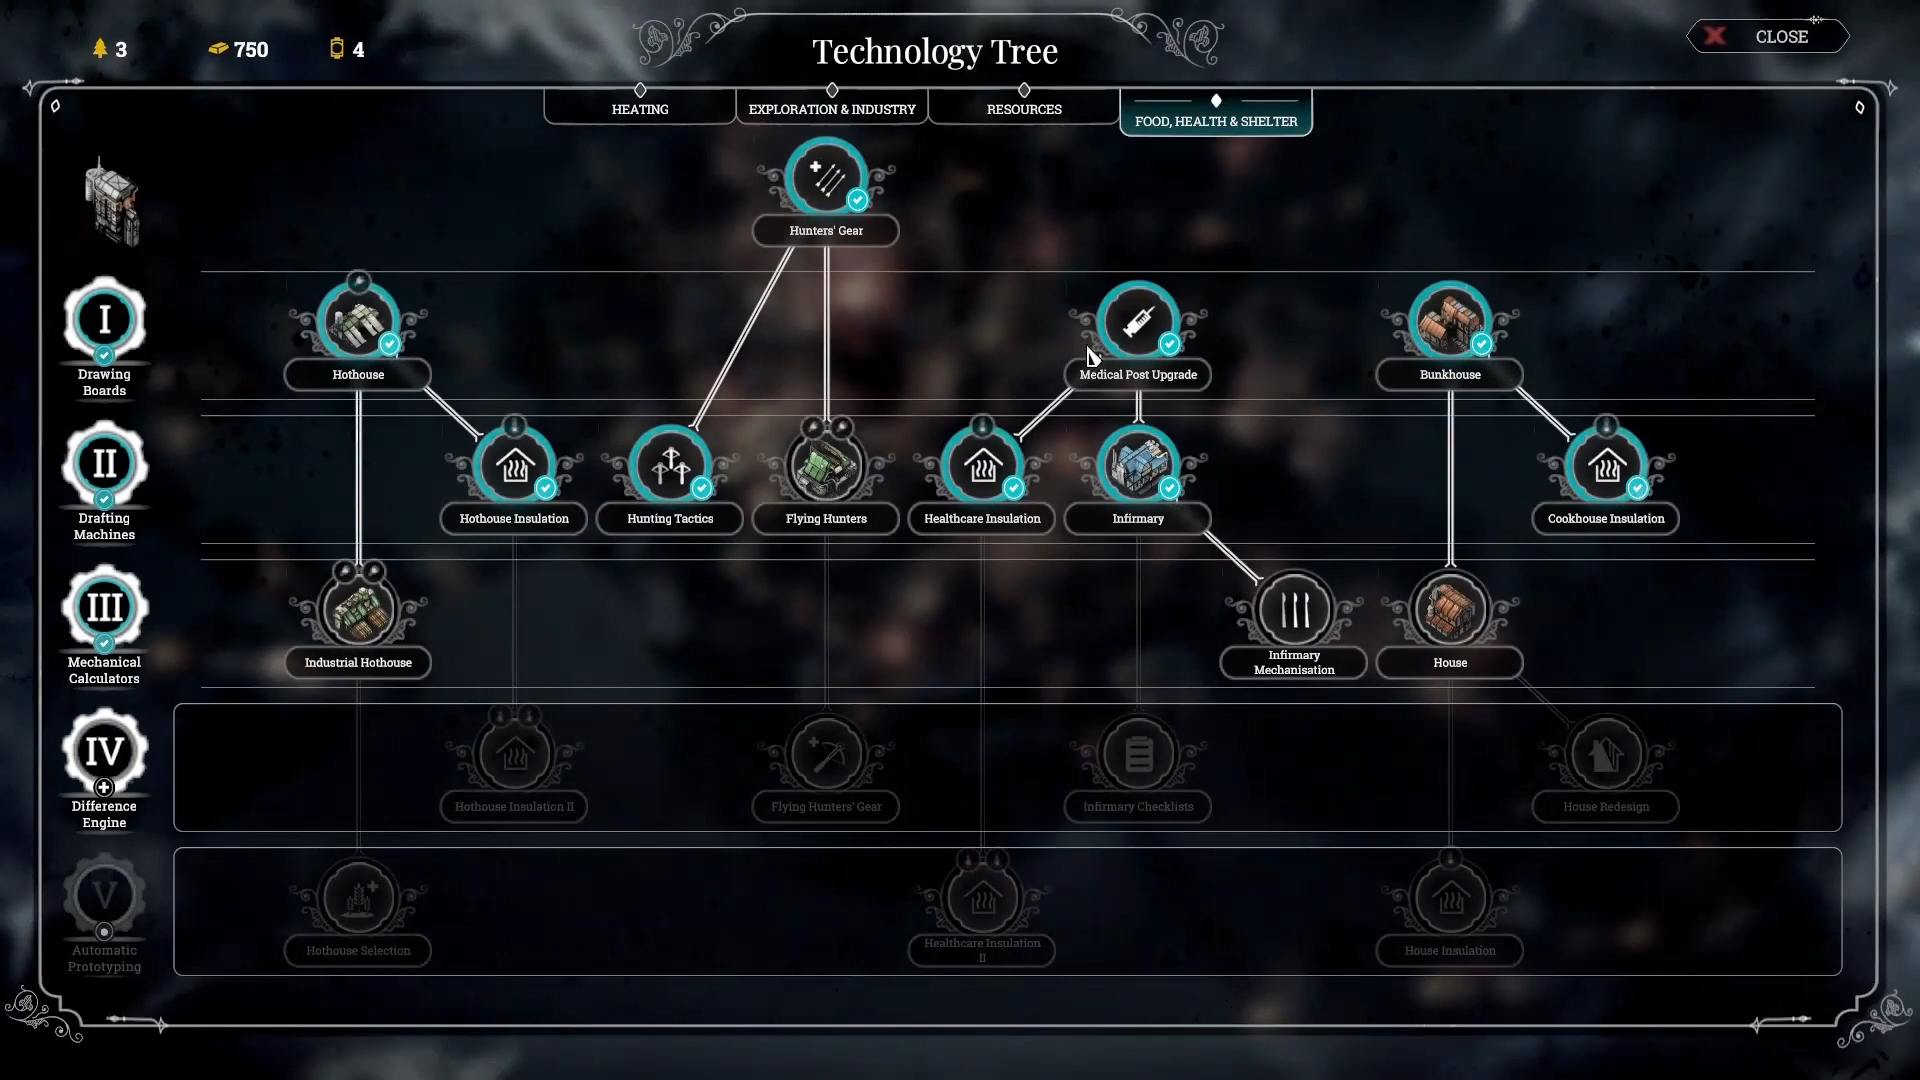 3
750
4
Technology Tree
CLOSE
HEATING
EXPLORATION & INDUSTRY
RESOURCES
FOOD, HEALTH & SHELTER
Hunters' Gear
I
Drawing
Boards
Hothouse
Medical Post Upgrade
Bunkhouse
II
Drafting
Machines
Hothouse Insulation
Hunting Tactics
Flying Hunters
Healthcare Insulation
Infirmary
Cookhouse Insulation
III
Mechanical
Calculators
Industrial Hothouse
Infirmary
Mechanisation
House
IV
Difference
Engine
Hothouse Insulation II
Flying Hunters' Gear
Infirmary Checklists
House Redesign
V
Automatic
Prototyping
Hothouse Selection
Healthcare Insulation
II
House Insulation